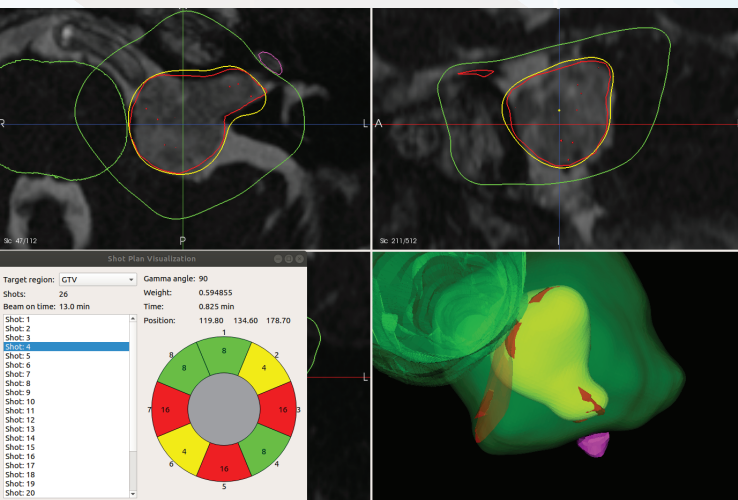 R
L
P
Slc: 47/112
A
I
Slc: 211/512
Shot Plan Visualization
Target region: GTV
Shots: 26
Beam on time: 13.0 min
Shot: 1
Shot: 2
Shot: 3
Shot: 4
Shot: 5
Shot: 6
Shot: 7
Shot: 8
Shot: 9
Shot: 10
Shot: 11
Shot: 12
Shot: 13
Shot: 14
Shot: 15
Shot: 16
Shot: 17
Shot: 18
Shot: 19
Shot: 20
Gamma angle: 90
Weight: 0.594855
Time: 0.825 min
Position: 119.80 134.60 178.70
1
8 8 2
8 4
7 16 16 3
4 8
6 16 4
5
L